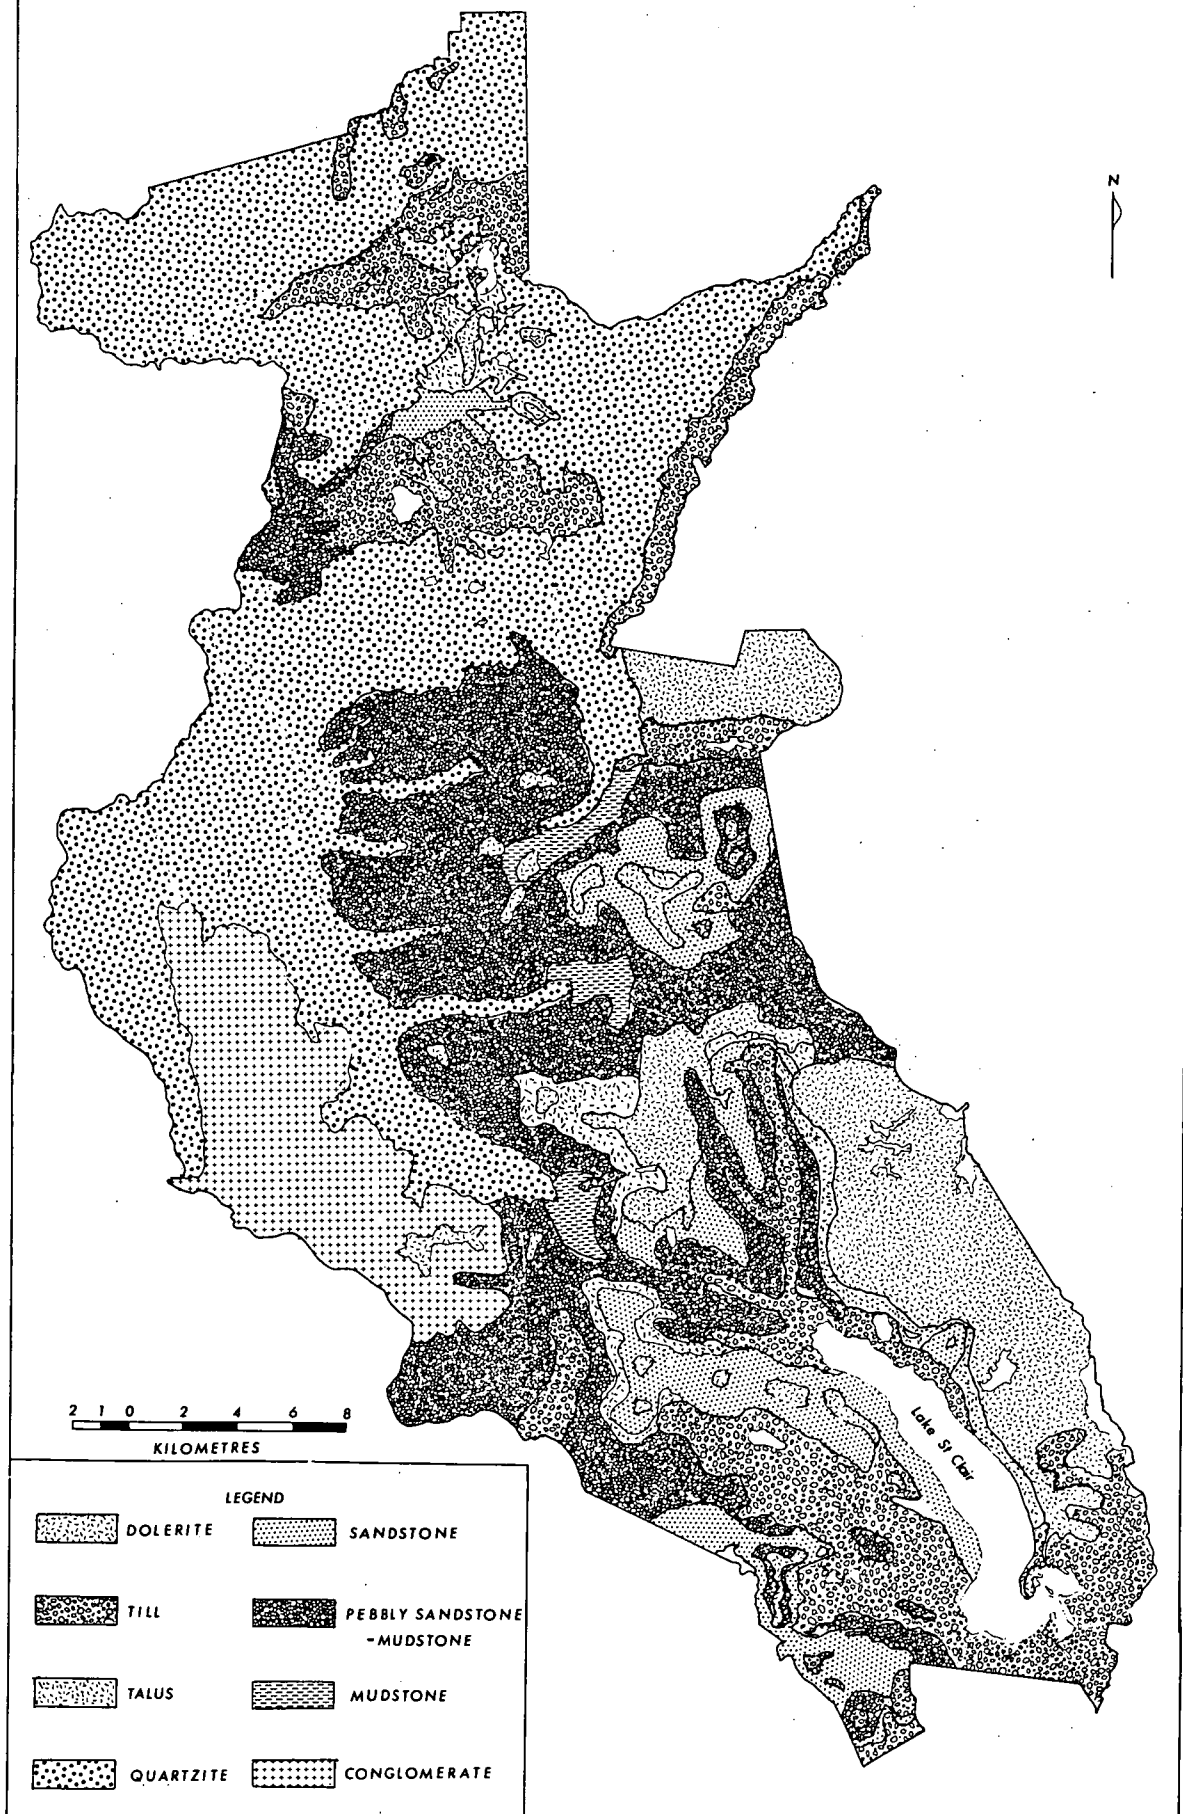 N
Lake St Clair
2 1 0 2 4 6 8
KILOMETRES
LEGEND
DOLERITE
SANDSTONE
TILL
PEBBLY SANDSTONE
-MUDSTONE
TALUS
MUDSTONE
QUARTZITE
CONGLOMERATE